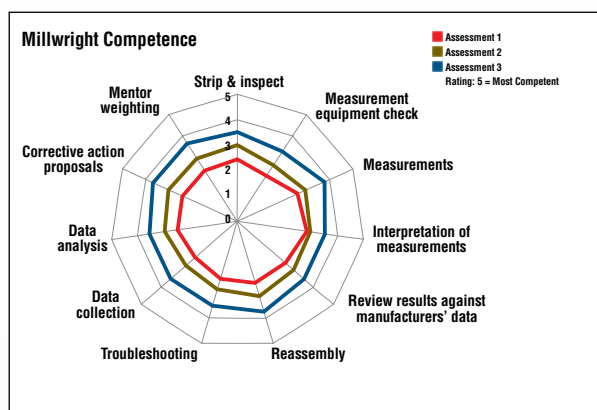 Millwright Competence
Assessment 1
Assessment 2
Assessment 3
Rating: 5 = Most Competent
Strip & inspect
Measurement
equipment check
Measurements
Interpretation of
measurements
Review results against
manufacturers' data
Reassembly
Troubleshooting
Data
collection
Data
analysis
Corrective action
proposals
Mentor
weighting
5
4
3
2
1
0